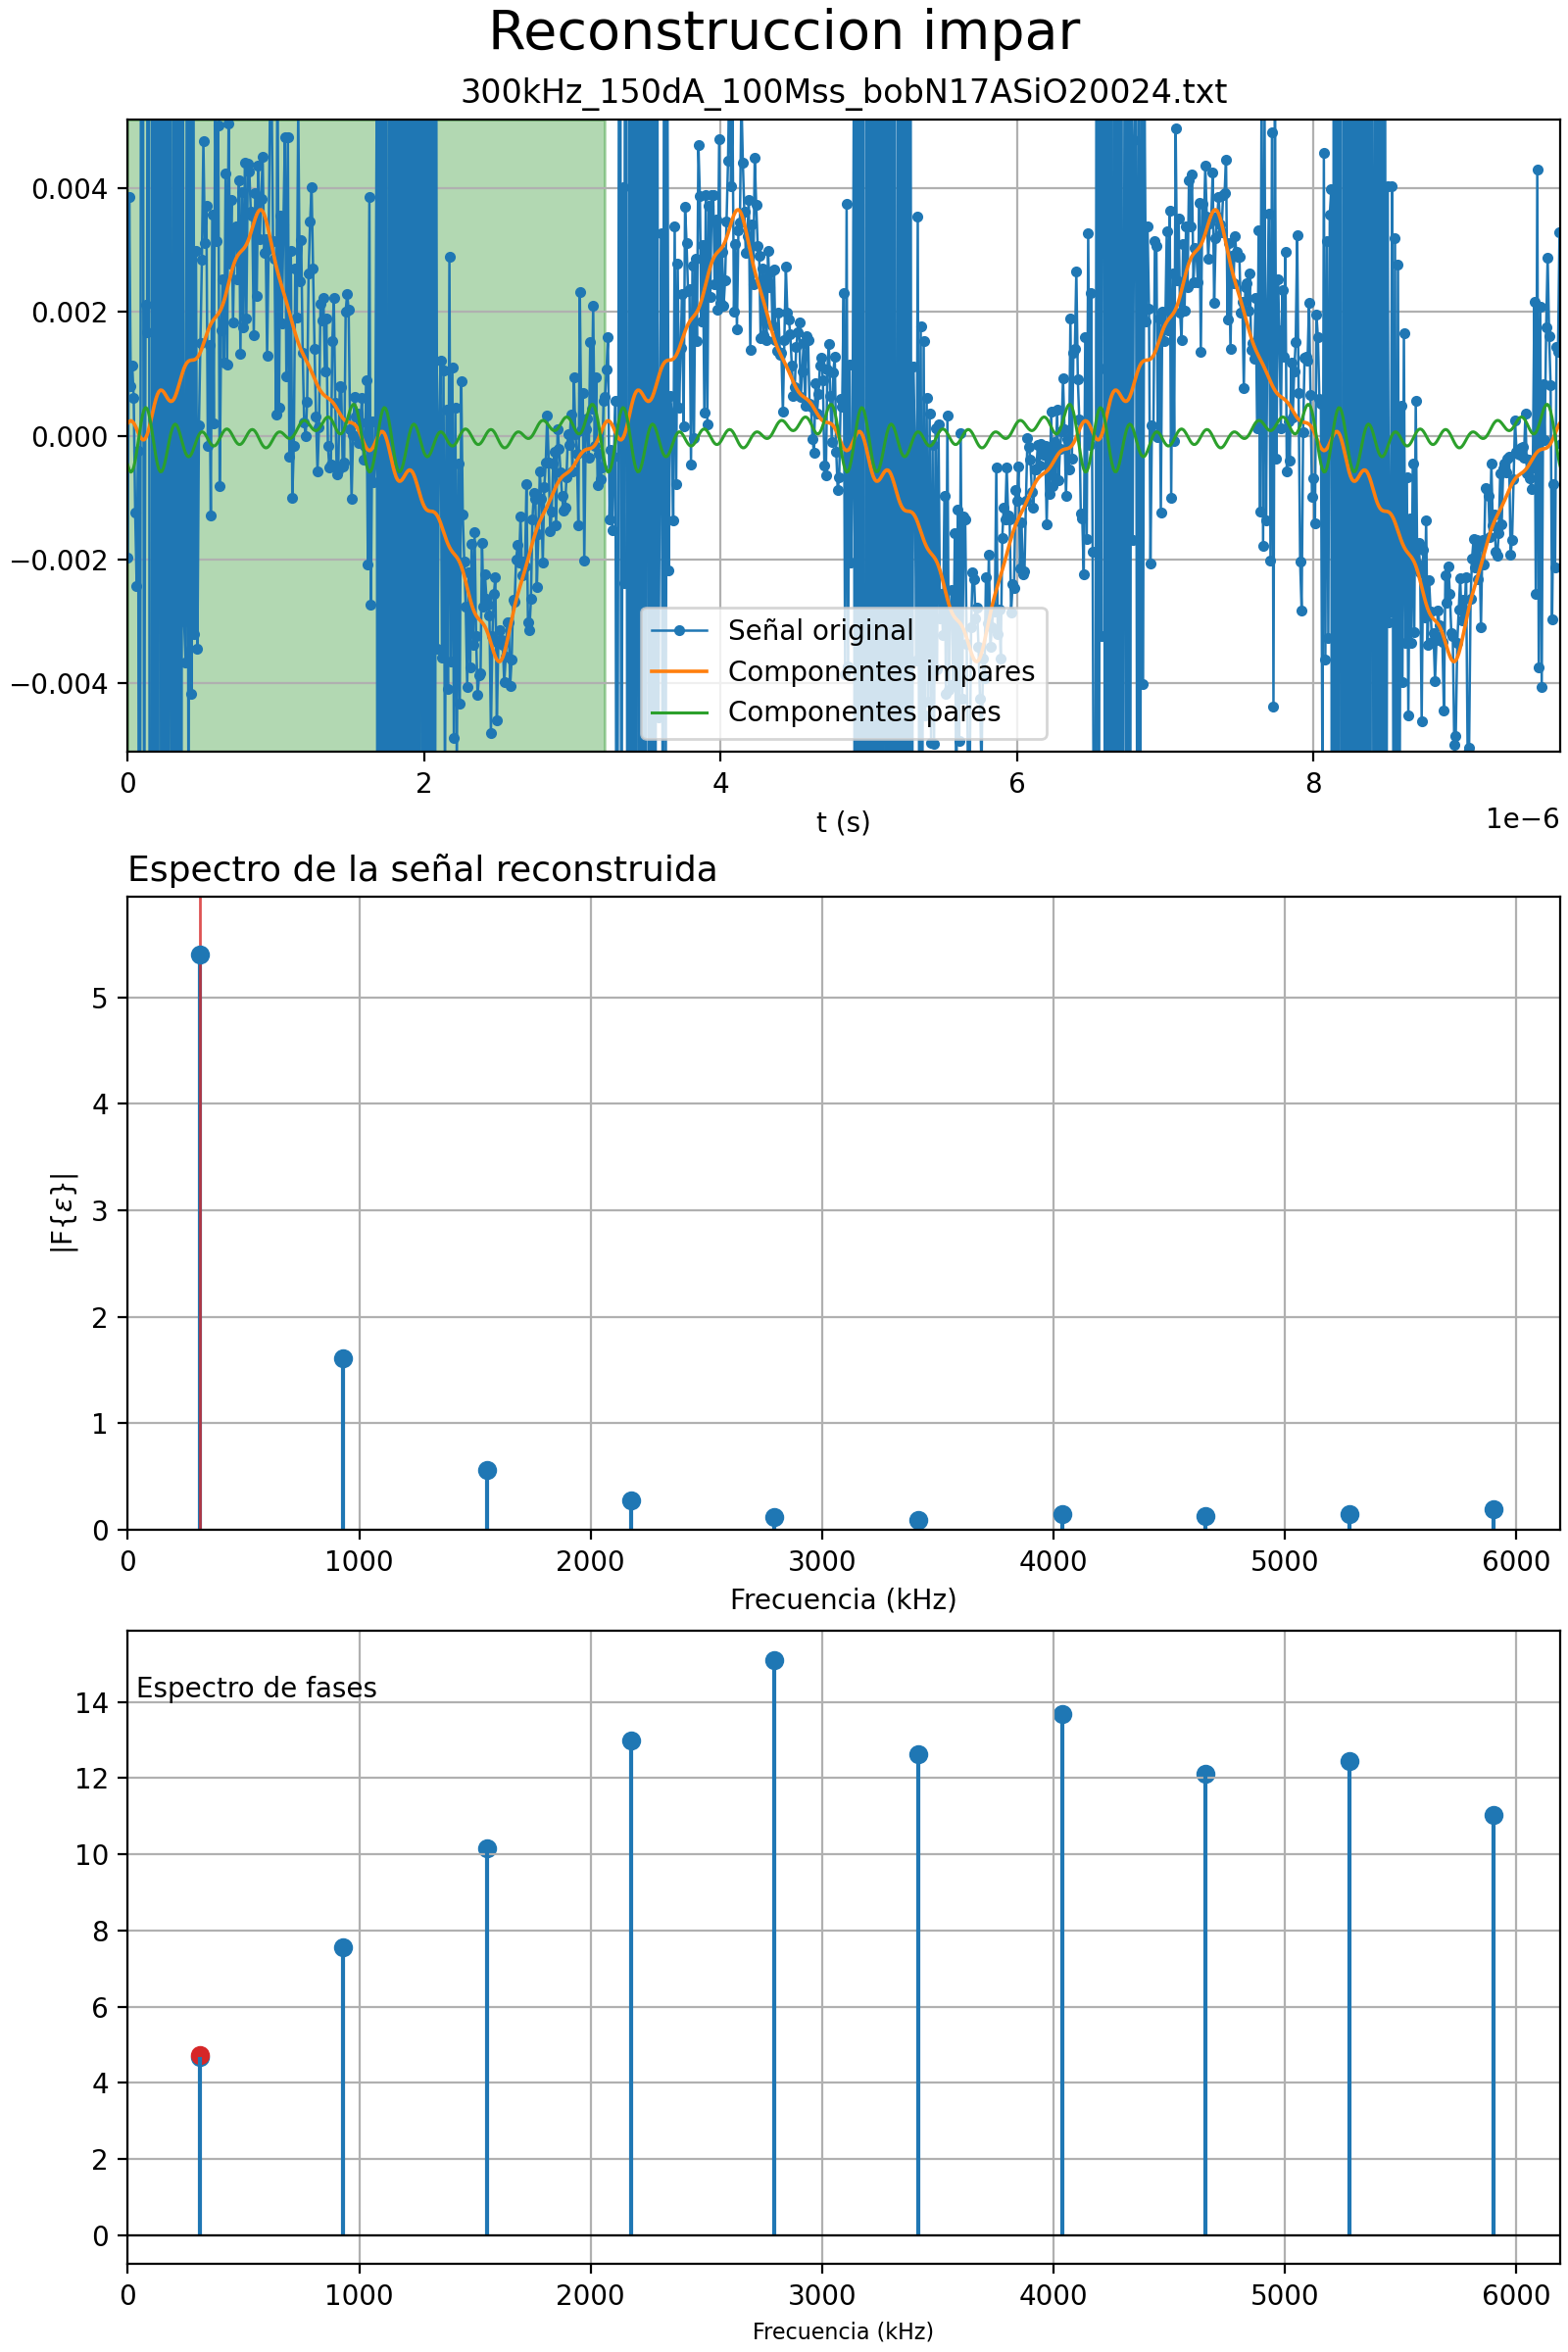 Reconstruccion impar
300kHz_150dA_100Mss_bobN17ASiO20024.txt
0.004
0.002
0.000
−0.002
−0.004
Señal original
Componentes impares
Componentes pares
0 2 4 6 8
t (s)
1e−6
Espectro de la señal reconstruida
5
4
3
2
1
0
|F{ε}|
0 1000 2000 3000 4000 5000 6000
Frecuencia (kHz)
Espectro de fases
14
12
10
8
6
4
2
0
0 1000 2000 3000 4000 5000 6000
Frecuencia (kHz)